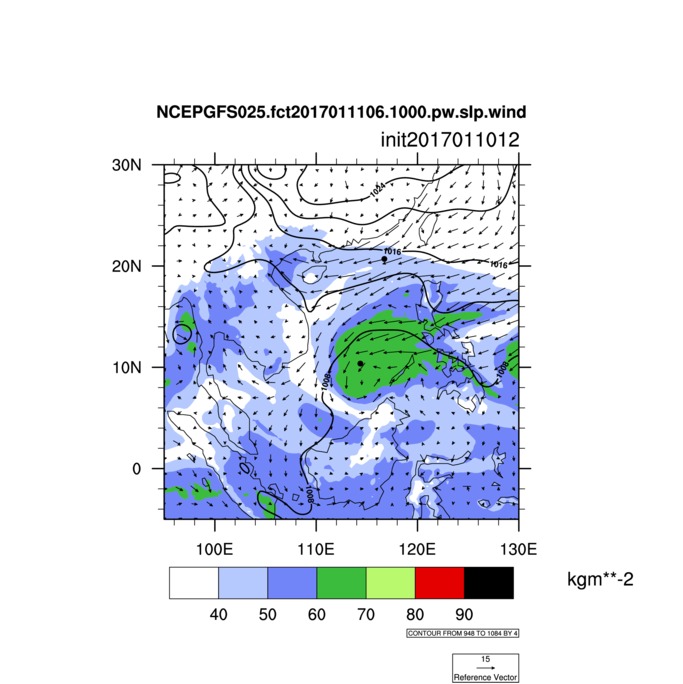 NCEPGFS025.fct2017011106.1000.pw.slp.wind
init2017011012
30N
1024
1016
1016
20N
10N
1008
1008
0
1008
100E 110E 120E 130E
kgm**-2
40 50 60 70 80 90
CONTOUR FROM 948 TO 1084 BY 4
15
Reference Vector